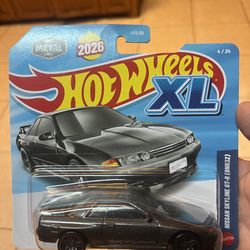 METAL
2026
4/24
HOT WHEELS
XL
NISSAN SKYLINE GT-R (BNR32)